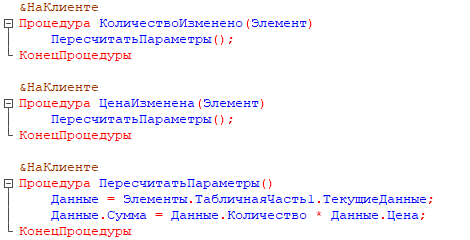 &НаКлиенте
Процедура КоличествоИзменено(Элемент)
ПересчитатьПараметры();
КонецПроцедуры
&НаКлиенте
Процедура ЦенаИзменена(Элемент)
ПересчитатьПараметры();
КонецПроцедуры
&НаКлиенте
Процедура ПересчитатьПараметры()
Данные = Элементы.ТабличнаяЧасть1.ТекущиеДанные;
Данные.Сумма = Данные.Количество * Данные.Цена;
КонецПроцедуры